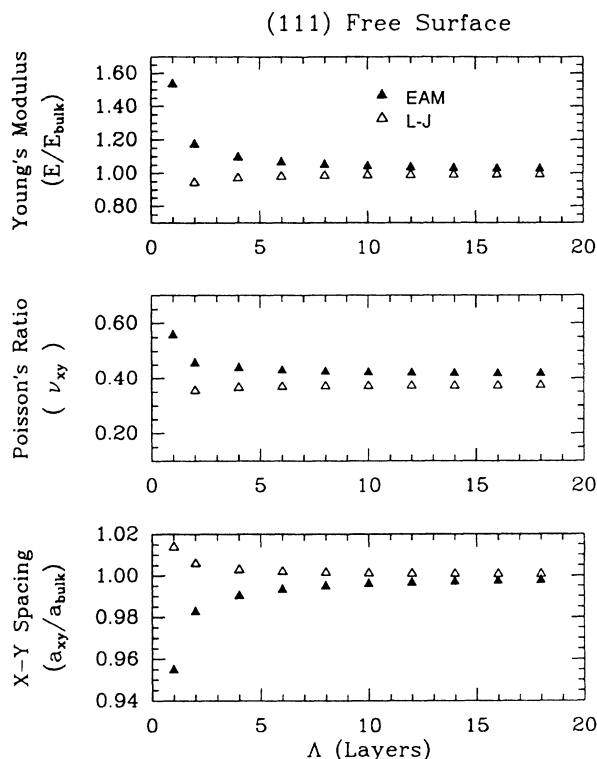 (111) Free Surface
Young's Modulus
(E/E_bulk)
1.60
1.40
1.20
1.00
0.80
▲ EAM
△ L-J
0 5 10 15 20
Poisson's Ratio
( ν_xy )
0.60
0.40
0.20
0 5 10 15 20
X-Y Spacing
(a_xy/a_bulk)
1.02
1.00
0.98
0.96
0.94
0 5 10 15 20
Λ (Layers)